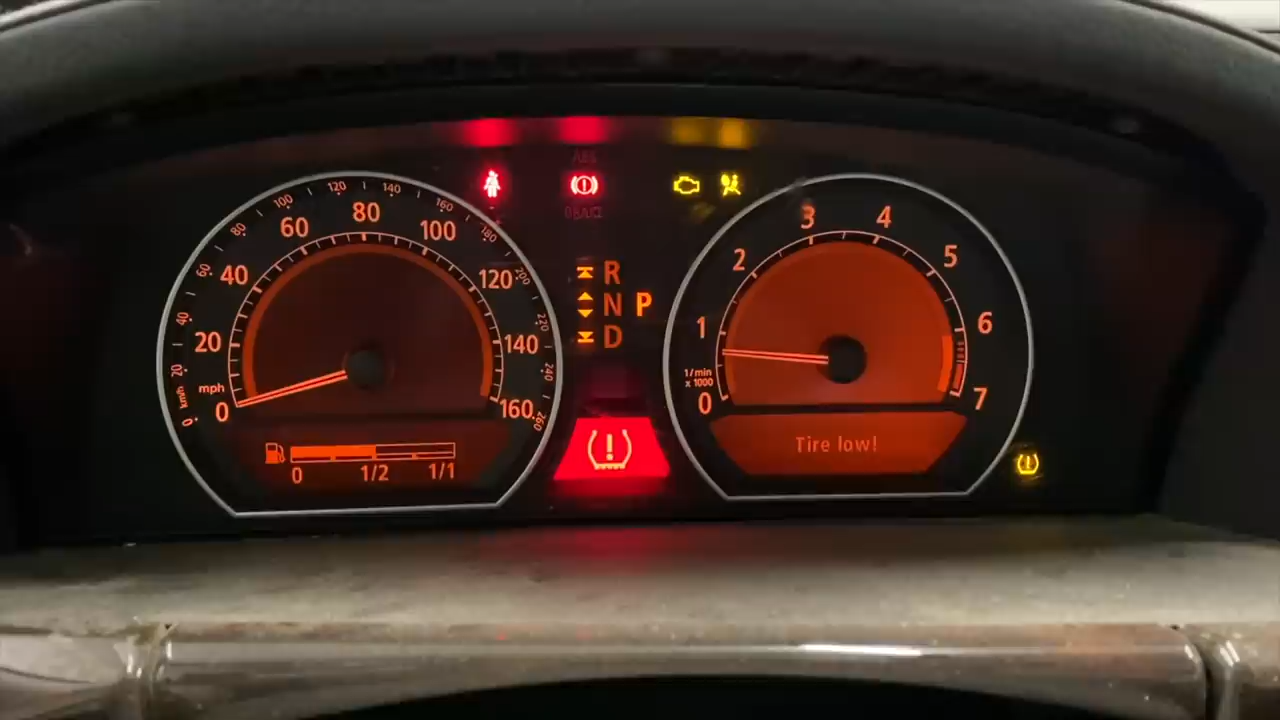 ABS
BRAKE
0 20 40 60 80 100 120 140 160
mph
0 20 40 60 80 100 120 140 160 180 200 220 240 260
km/h
0 1/2 1/1
R
N P
D
0 1 2 3 4 5 6 7
1/min
x 1000
Tire low!